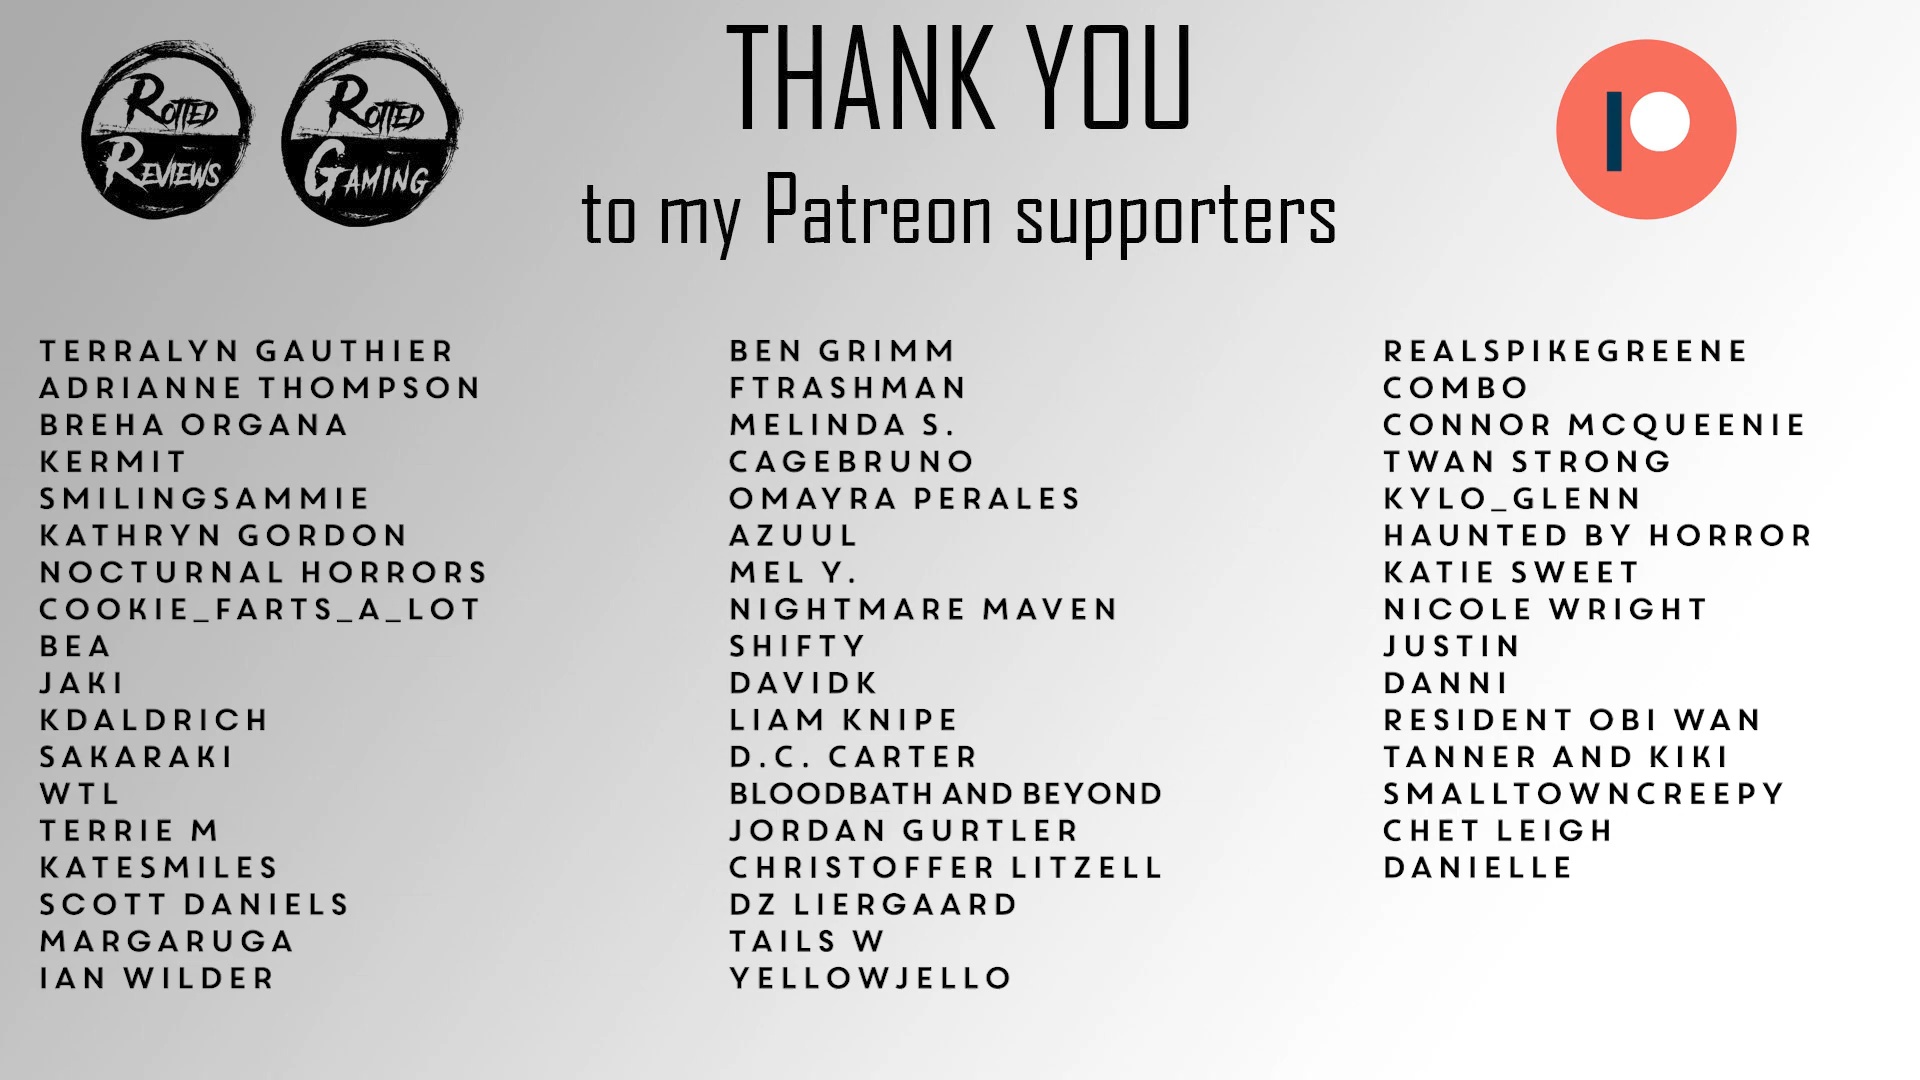 ROTTED
REVIEWS
ROTTED
GAMING
THANK YOU
to my Patreon supporters
TERRALYN GAUTHIER
ADRIANNE THOMPSON
BREHA ORGANA
KERMIT
SMILINGSAMMIE
KATHRYN GORDON
NOCTURNAL HORRORS
COOKIE_FARTS_A_LOT
BEA
JAKI
KDALDRICH
SAKARAKI
WTL
TERRIE M
KATESMILES
SCOTT DANIELS
MARGARUGA
IAN WILDER
BEN GRIMM
FTRASHMAN
MELINDA S.
CAGEBRUNO
OMAYRA PERALES
AZUUL
MEL Y.
NIGHTMARE MAVEN
SHIFTY
DAVIDK
LIAM KNIPE
D.C. CARTER
BLOODBATH AND BEYOND
JORDAN GURTLER
CHRISTOFFER LITZELL
DZ LIERGAARD
TAILS W
YELLOWJELLO
REALSPIKEGREENE
COMBO
CONNOR MCQUEENIE
TWAN STRONG
KYLO_GLENN
HAUNTED BY HORROR
KATIE SWEET
NICOLE WRIGHT
JUSTIN
DANNI
RESIDENT OBI WAN
TANNER AND KIKI
SMALLTOWNCREEPY
CHET LEIGH
DANIELLE